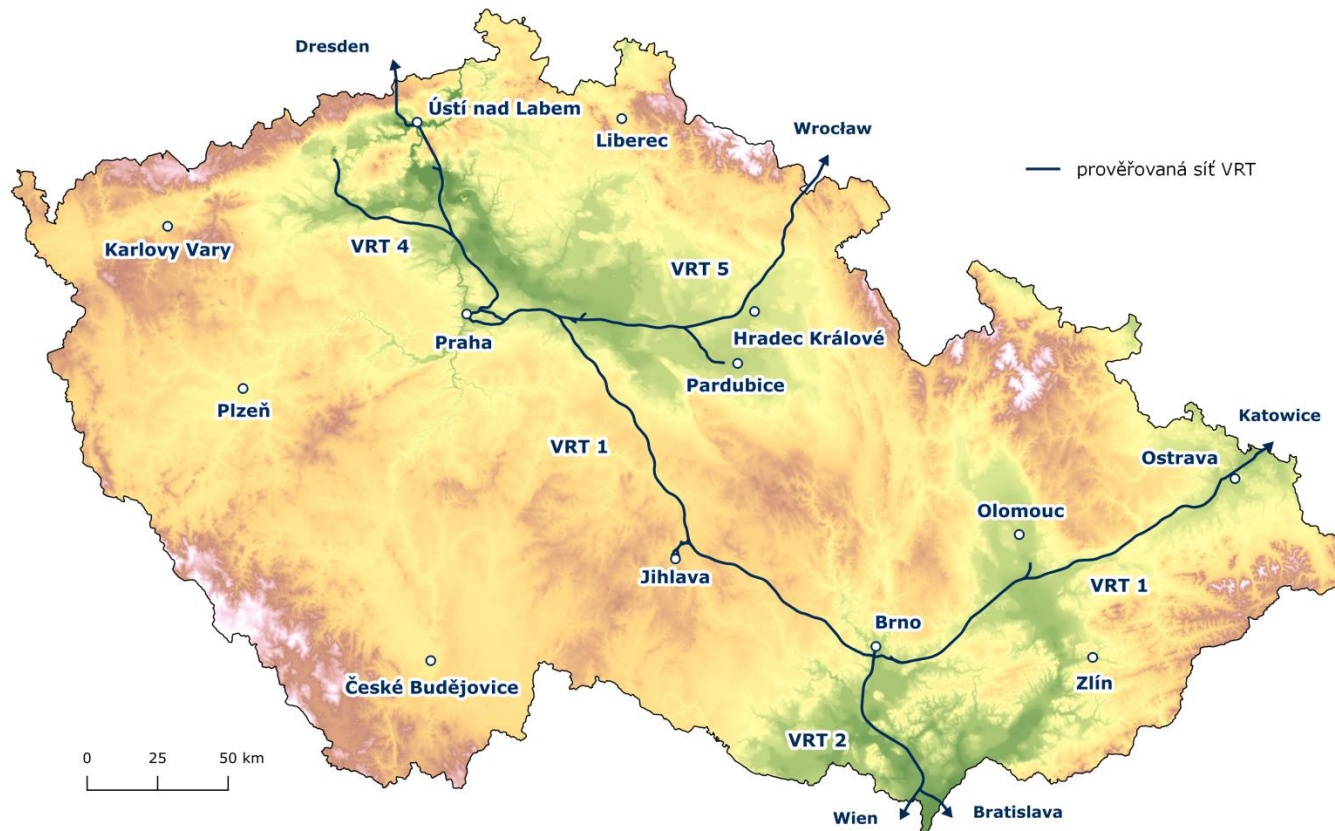 Dresden
Ústí nad Labem
Liberec
Wrocław
prověřovaná síť VRT
Karlovy Vary
VRT 4
VRT 5
Praha
Hradec Králové
Pardubice
Plzeň
Katowice
VRT 1
Ostrava
Olomouc
Jihlava
VRT 1
Brno
České Budějovice
Zlín
VRT 2
0 25 50 km
Wien
Bratislava